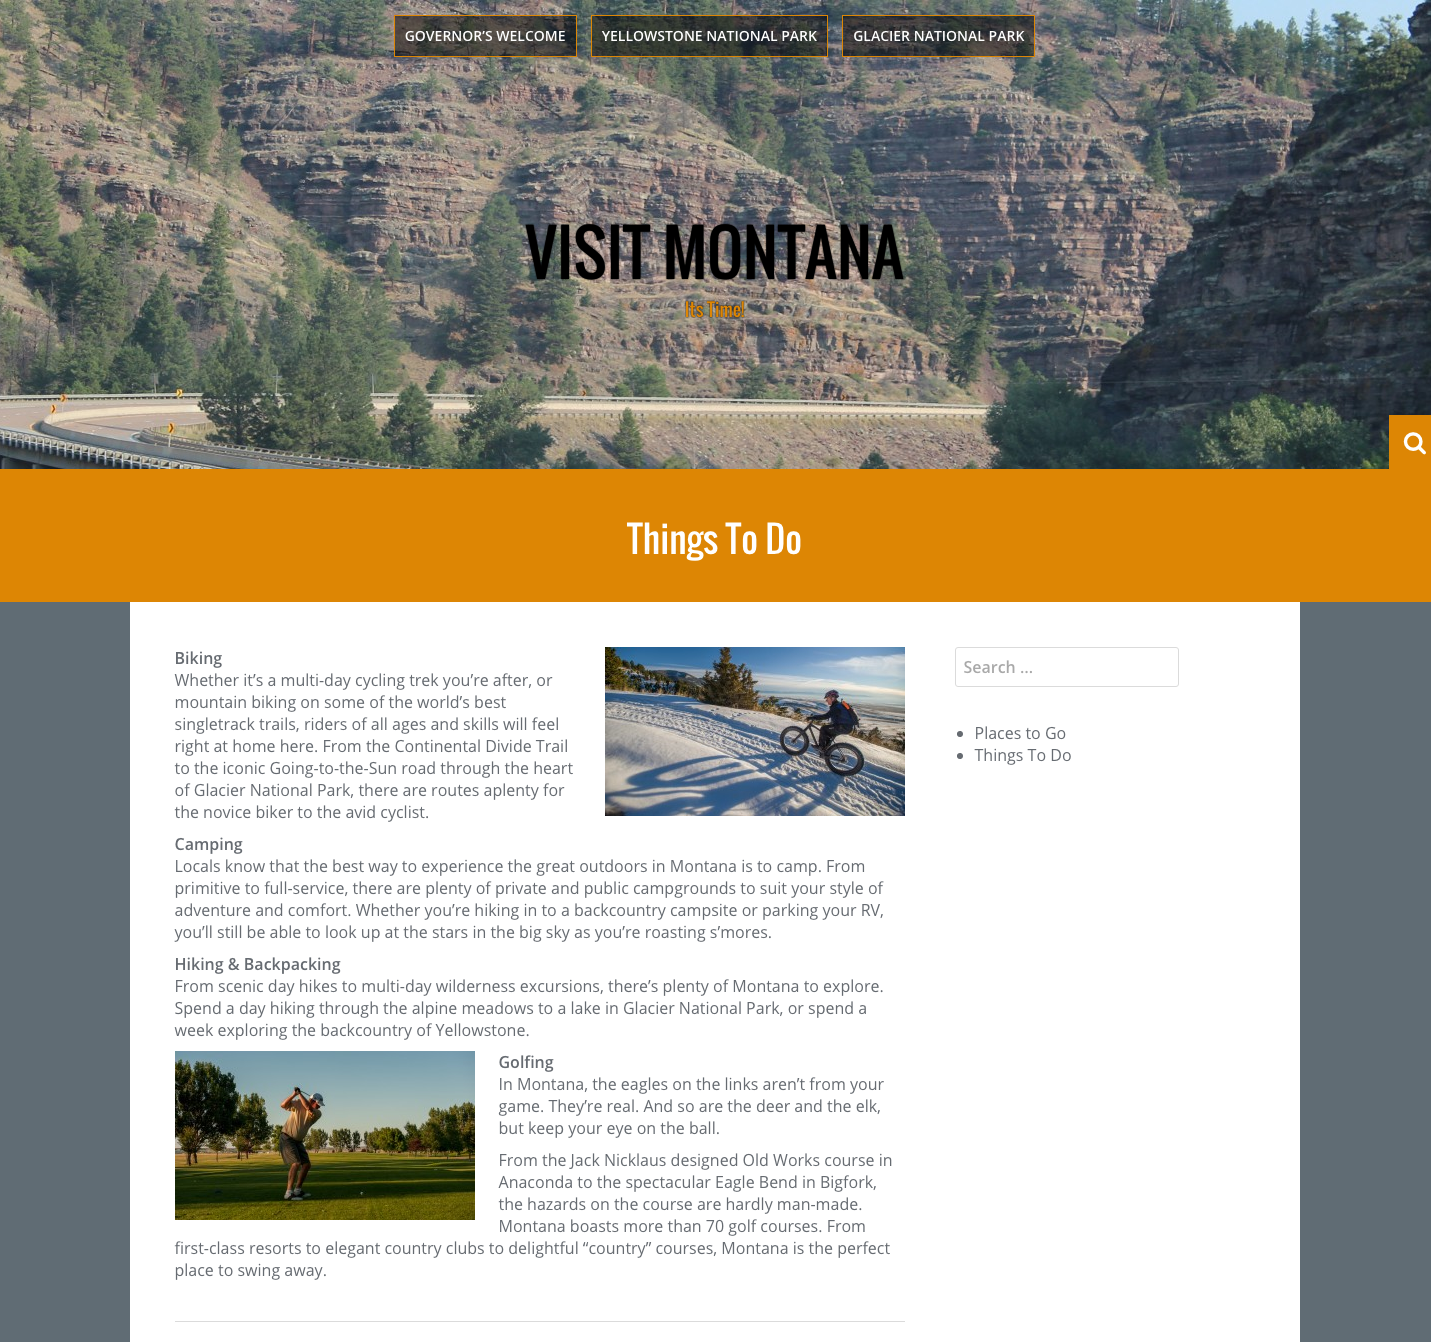 GOVERNOR’S WELCOME
YELLOWSTONE NATIONAL PARK
GLACIER NATIONAL PARK
VISIT MONTANA
Its Time!
Things To Do
Biking
Whether it’s a multi-day cycling trek you’re after, or
mountain biking on some of the world’s best
singletrack trails, riders of all ages and skills will feel
right at home here. From the Continental Divide Trail
to the iconic Going-to-the-Sun road through the heart
of Glacier National Park, there are routes aplenty for
the novice biker to the avid cyclist.
Camping
Locals know that the best way to experience the great outdoors in Montana is to camp. From
primitive to full-service, there are plenty of private and public campgrounds to suit your style of
adventure and comfort. Whether you’re hiking in to a backcountry campsite or parking your RV,
you’ll still be able to look up at the stars in the big sky as you’re roasting s’mores.
Hiking & Backpacking
From scenic day hikes to multi-day wilderness excursions, there’s plenty of Montana to explore.
Spend a day hiking through the alpine meadows to a lake in Glacier National Park, or spend a
week exploring the backcountry of Yellowstone.
Golfing
In Montana, the eagles on the links aren’t from your
game. They’re real. And so are the deer and the elk,
but keep your eye on the ball.
From the Jack Nicklaus designed Old Works course in
Anaconda to the spectacular Eagle Bend in Bigfork,
the hazards on the course are hardly man-made.
Montana boasts more than 70 golf courses. From
first-class resorts to elegant country clubs to delightful “country” courses, Montana is the perfect
place to swing away.
Search ...
Places to Go
Things To Do